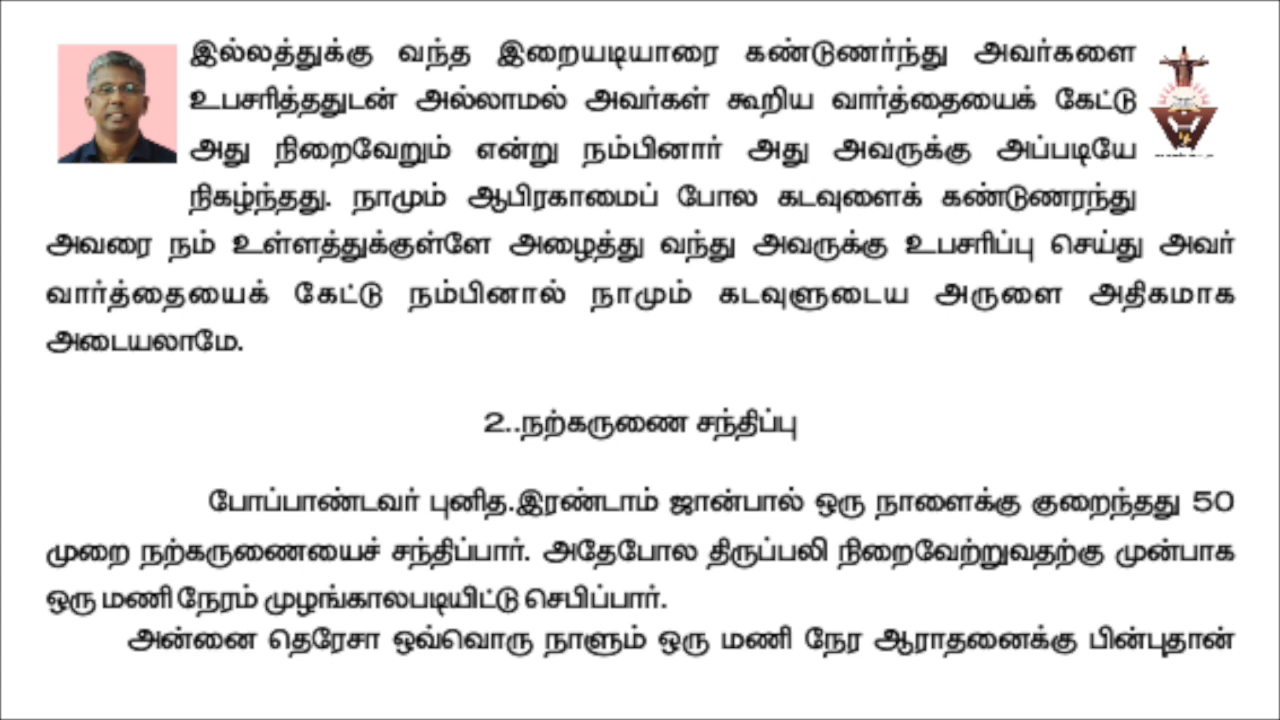 இல்லத்துக்கு வந்த இறையடியாரை கண்டுணர்ந்து அவர்களை
உபசரித்ததுடன் அல்லாமல் அவர்கள் கூறிய வார்த்தையைக் கேட்டு
அது நிறைவேறும் என்று நம்பினார் அது அவருக்கு அப்படியே
நிகழ்ந்தது. நாமும் ஆபிரகாமைப் போல கடவுளைக் கண்டுணரந்து
அவரை நம் உள்ளத்துக்குள்ளே அழைத்து வந்து அவருக்கு உபசரிப்பு செய்து அவர்
வார்த்தையைக் கேட்டு நம்பினால் நாமும் கடவுளுடைய அருளை அதிகமாக
அடையலாமே.
2..நற்கருணை சந்திப்பு
போப்பாண்டவர் புனித.இரண்டாம் ஜான்பால் ஒரு நாளைக்கு குறைந்தது 50
முறை நற்கருணையைச் சந்திப்பார். அதேபோல திருப்பலி நிறைவேற்றுவதற்கு முன்பாக
ஒரு மணி நேரம் முழங்காலபடியிட்டு செபிப்பார்.
அன்னை தெரேசா ஒவ்வொரு நாளும் ஒரு மணி நேர ஆராதனைக்கு பின்புதான்